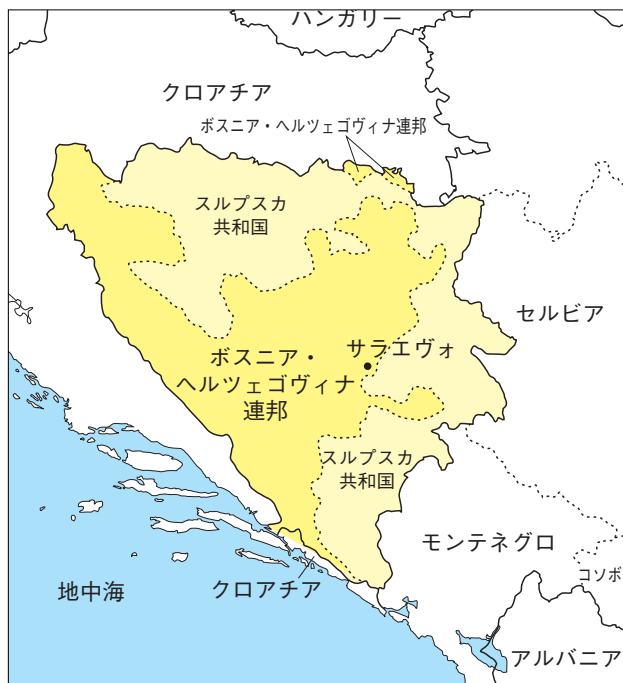 ハンガリー
クロアチア
ボスニア・ヘルツェゴヴィナ連邦
スルプスカ
共和国
セルビア
サラエヴォ
ボスニア・
ヘルツェゴヴィナ
連邦
スルプスカ
共和国
モンテネグロ
コソボ
地中海
クロアチア
アルバニア